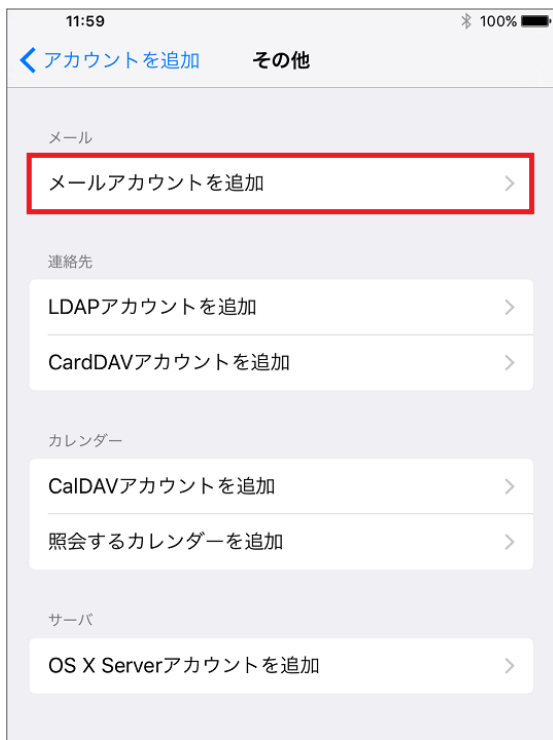 11:59 100%
アカウントを追加 その他
メール
メールアカウントを追加
連絡先
LDAPアカウントを追加
CardDAVアカウントを追加
カレンダー
CalDAVアカウントを追加
照会するカレンダーを追加
サーバ
OS X Serverアカウントを追加